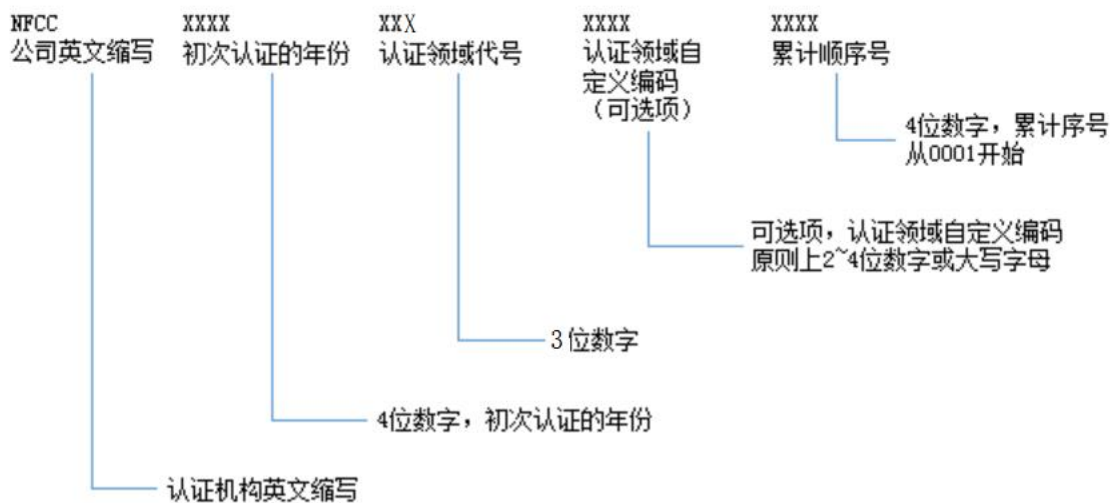 NFCC
公司英文缩写
XXXX
初次认证的年份
XXX
认证领域代号
XXXX
认证领域自
定义编码
（可选项）
XXXX
累计顺序号
4位数字，累计序号
从0001开始
可选项，认证领域自定义编码
原则上2~4位数字或大写字母
3位数字
4位数字，初次认证的年份
认证机构英文缩写